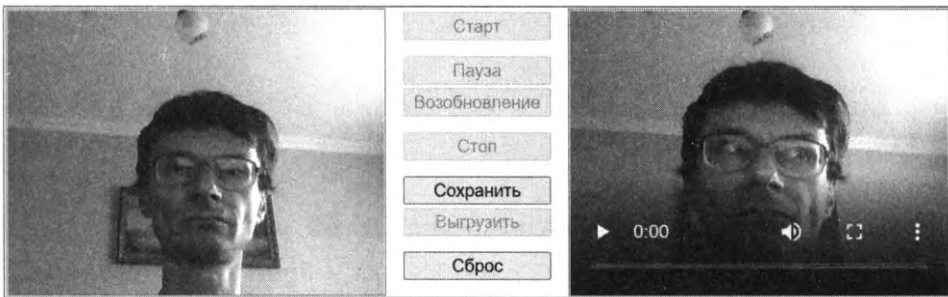 Старт
Пауза
Возобновление
Стоп
Сохранить
Выгрузить
Сброс
0:00